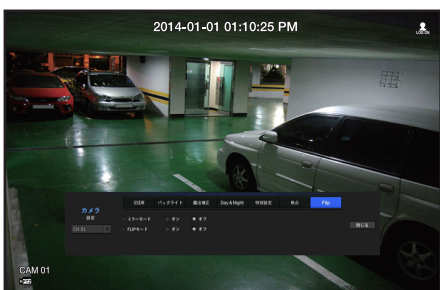 2014-01-01 01:10:25 PM
LOG ON
カメラ
設定
CH 01
SSDR バックライト 露出補正 Day & Night 特別設定 焦点 Flip
ミラーモード オン オフ
FLIPモード オン オフ
閉じる
CAM 01